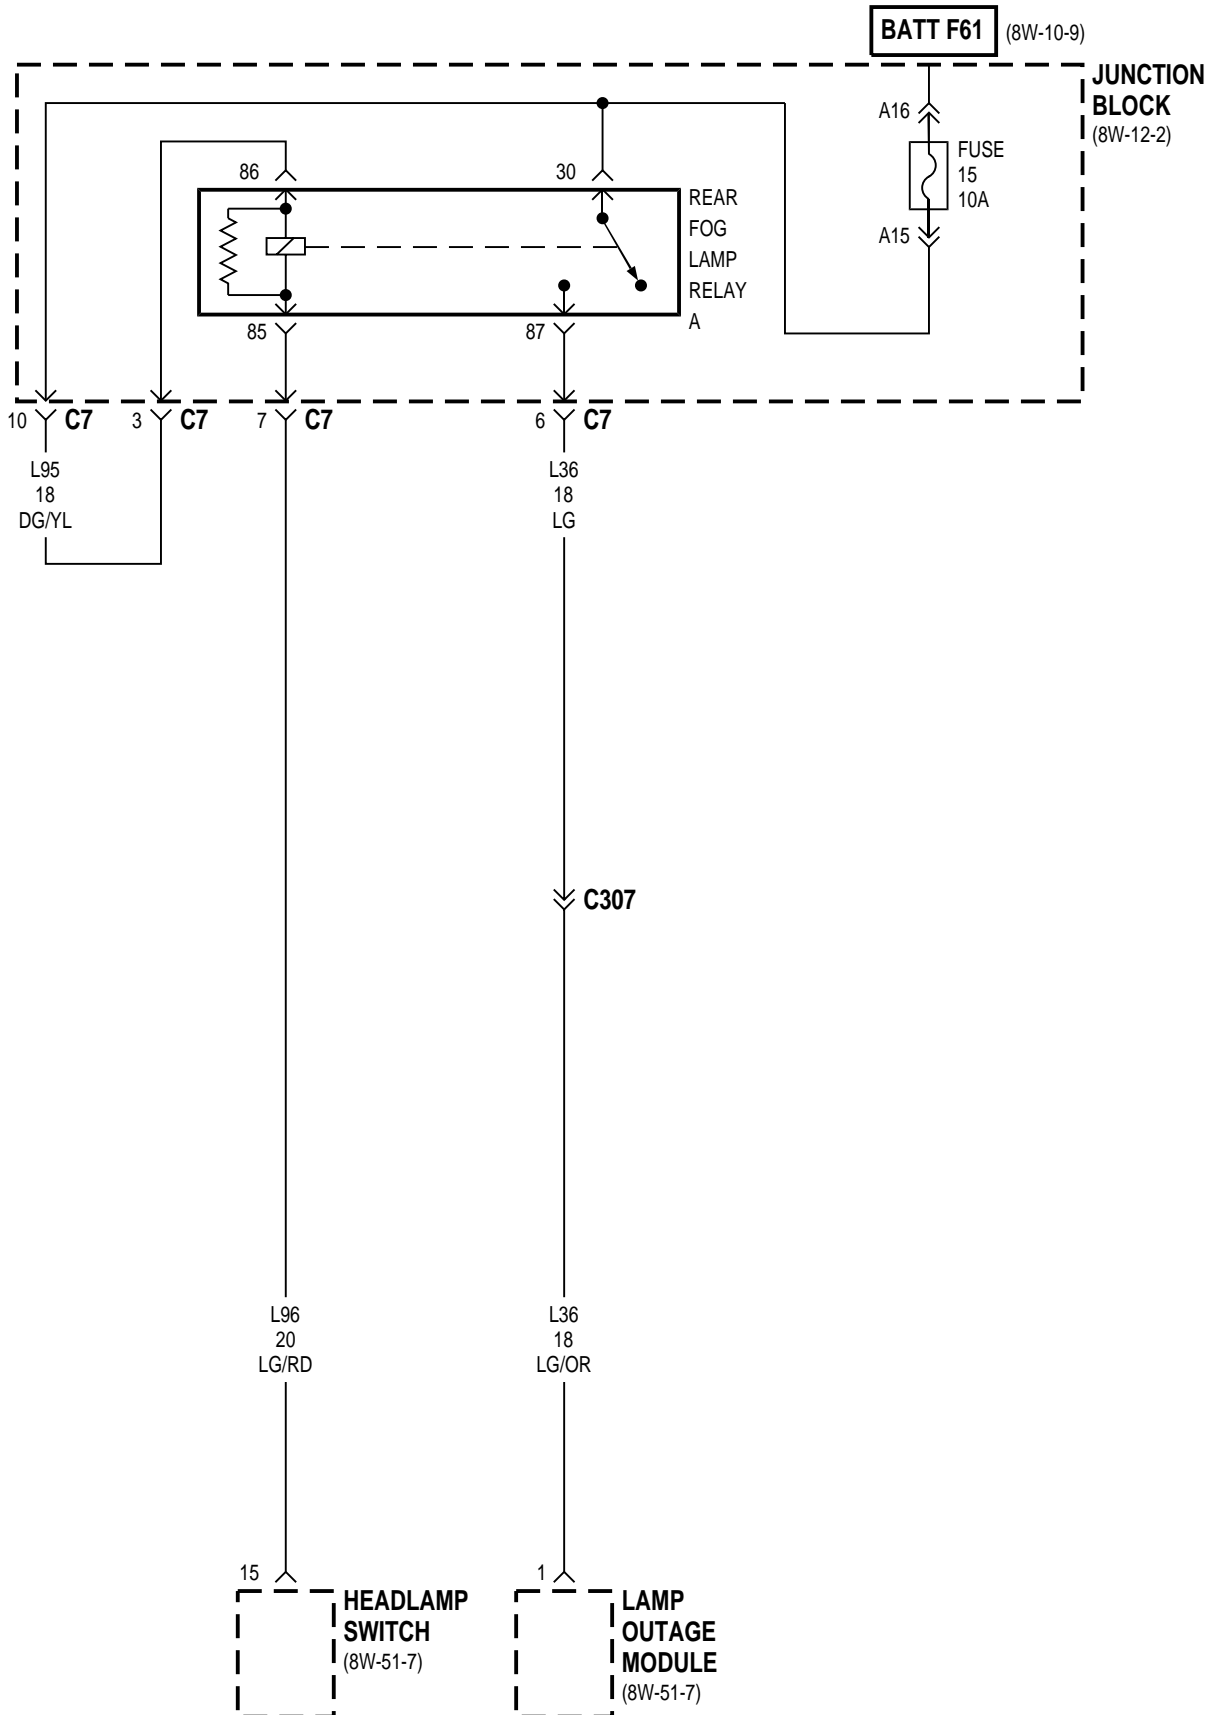 BATT F61 (8W-10-9)
JUNCTION
BLOCK
(8W-12-2)
A16
FUSE
15
10A
A15
86
30
REAR
FOG
LAMP
RELAY
A
85
87
10 C7
3 C7
7 C7
6 C7
L95
18
DG/YL
L36
18
LG
C307
L96
20
LG/RD
L36
18
LG/OR
15
HEADLAMP
SWITCH
(8W-51-7)
1
LAMP
OUTAGE
MODULE
(8W-51-7)